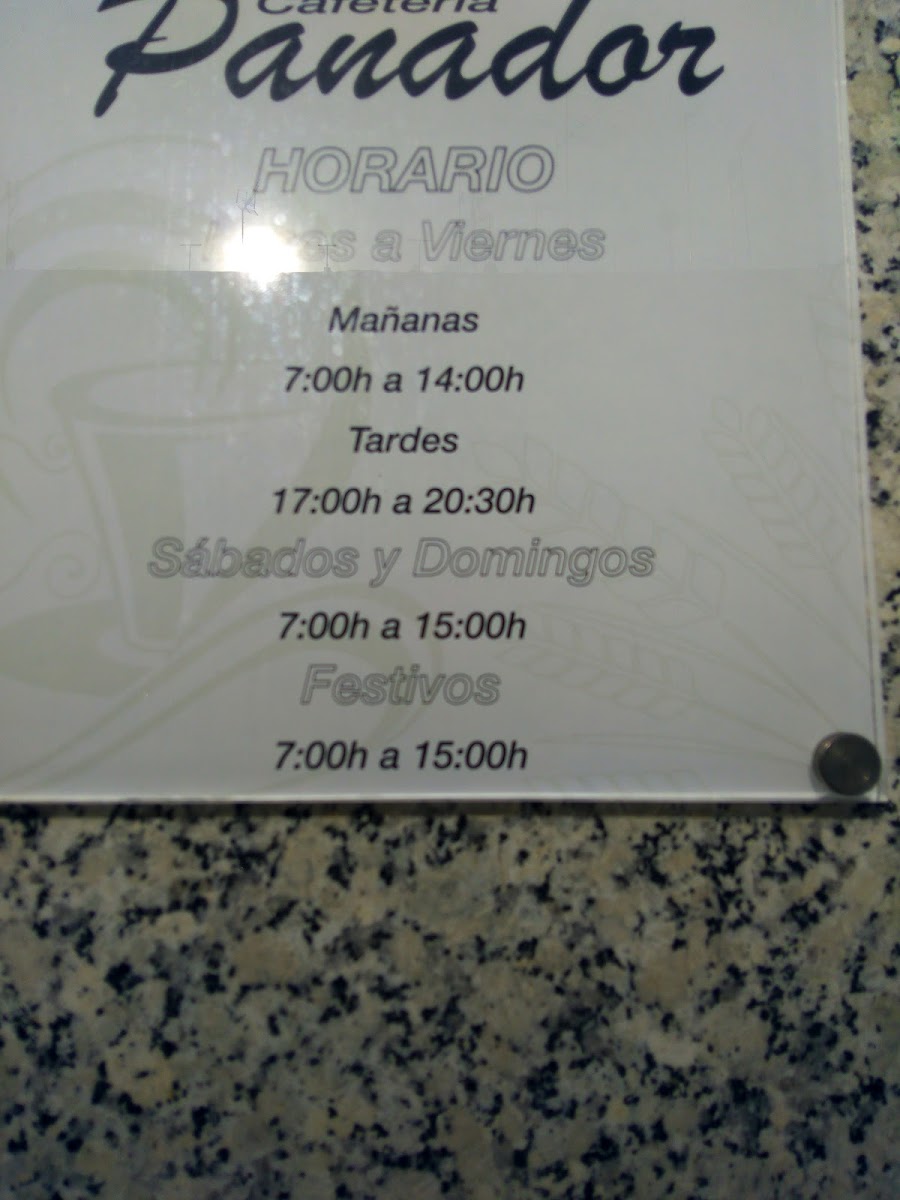 Cafetería
Panador
HORARIO
a Viernes
Mañanas
7:00h a 14:00h
Tardes
17:00h a 20:30h
Sábados y Domingos
7:00h a 15:00h
Festivos
7:00h a 15:00h